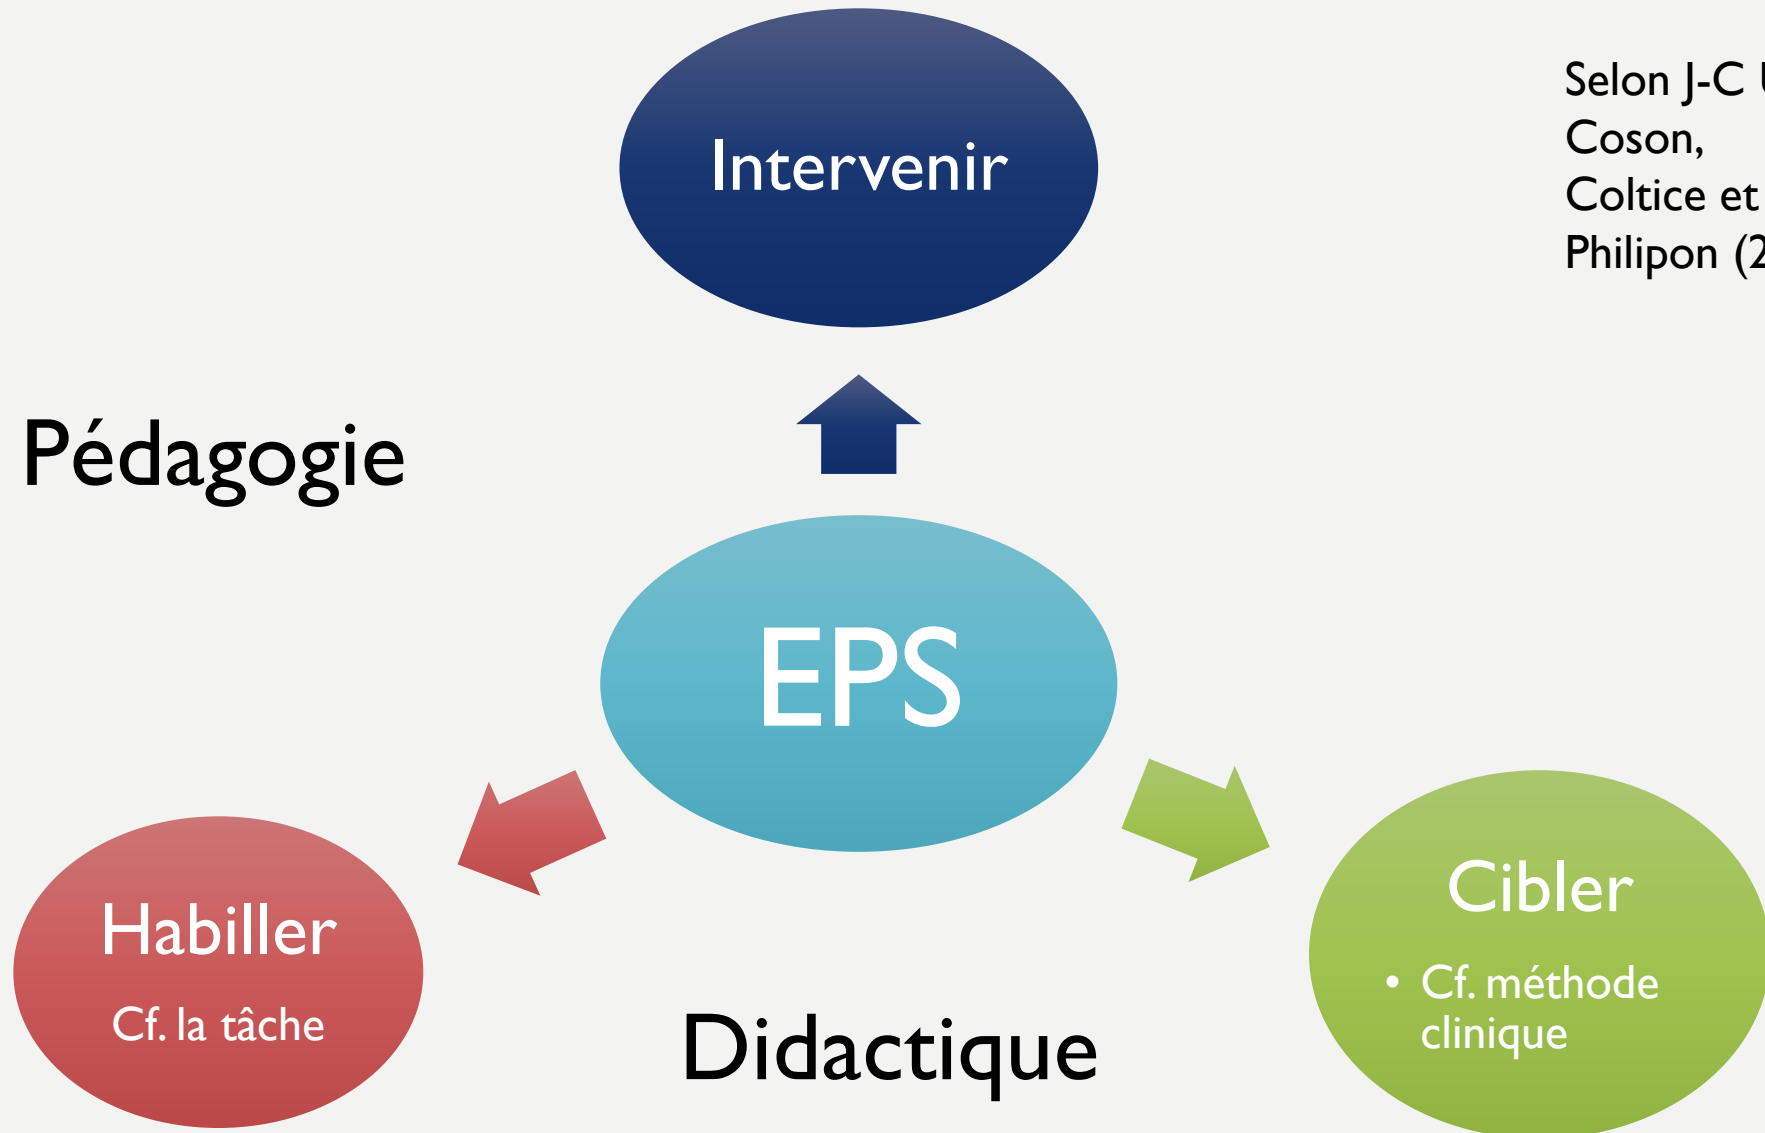 Intervenir
Selon J-C
Coson,
Coltice et
Philipon
Pédagogie
EPS
Habiller
Cf. la tâche
Cibler
• Cf. méthode
clinique
Didactique